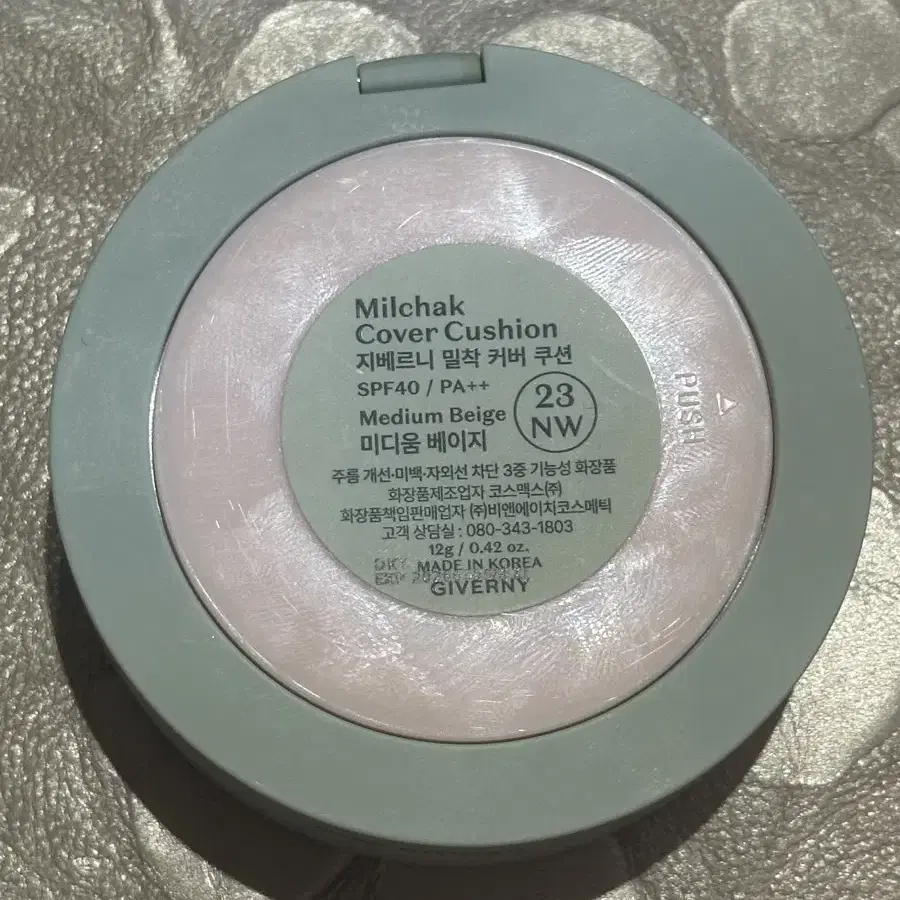 Milchak
Cover Cushion
지베르니 밀착 커버 쿠션
SPF40 / PA++
Medium Beige
미디움 베이지
23
NW
PUSH
주름 개선·미백·자외선 차단 3중 기능성 화장품
화장품제조업자 코스맥스(주)
화장품책임판매업자 (주)비앤에이치코스메틱
고객 상담실 : 080-343-1803
12g / 0.42 oz.
MADE IN KOREA
GIVERNY